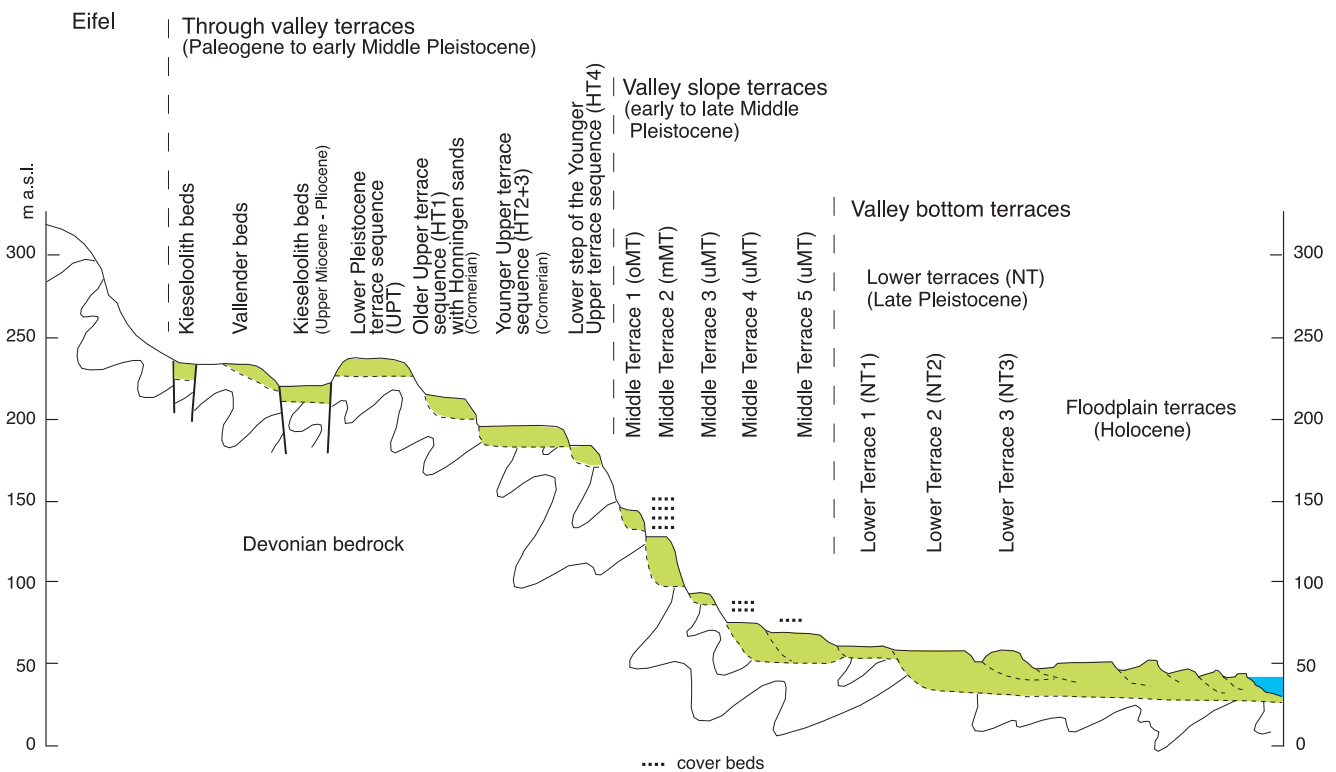 Eifel
Through valley terraces
(Paleogene to early Middle Pleistocene)
Valley slope terraces
(early to late Middle
Pleistocene)
Valley bottom terraces
Lower terraces (NT)
(Late Pleistocene)
Floodplain terraces
(Holocene)
m a.s.l.
300
250
200
150
100
50
0
Kieseloolith beds
Vallender beds
Kieseloolith beds
(Upper Miocene - Pliocene)
Lower Pleistocene
terrace sequence
(UPT)
Older Upper terrace
sequence (HT1)
with Honningen sands
(Cromerian)
Younger Upper terrace
sequence (HT2+3)
(Cromerian)
Lower step of the Younger
Upper terrace sequence (HT4)
Middle Terrace 1 (oMT)
Middle Terrace 2 (mMT)
Middle Terrace 3 (uMT)
Middle Terrace 4 (uMT)
Middle Terrace 5 (uMT)
Lower Terrace 1 (NT1)
Lower Terrace 2 (NT2)
Lower Terrace 3 (NT3)
300
250
200
150
100
50
0
Devonian bedrock
cover beds